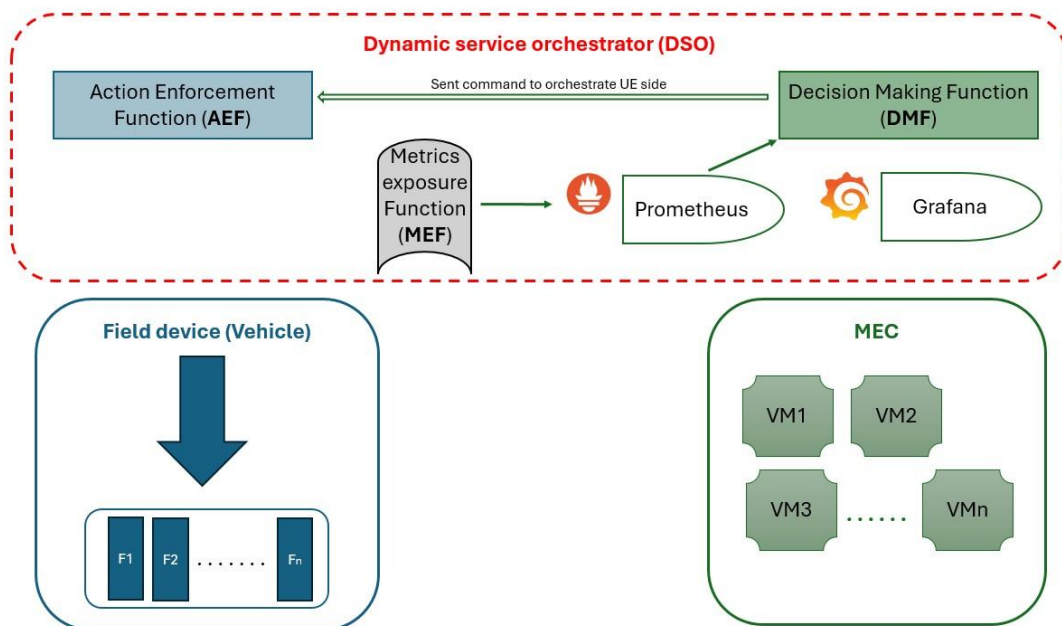 Dynamic service orchestrator (DSO)
Action Enforcement
Function (AEF)
Sent command to orchestrate UE side
Decision Making Function
(DMF)
Metrics
exposure
Function
(MEF)
Prometheus
Grafana
Field device (Vehicle)
F1
F2
.......
Fn
MEC
VM1
VM2
VM3
......
VMn